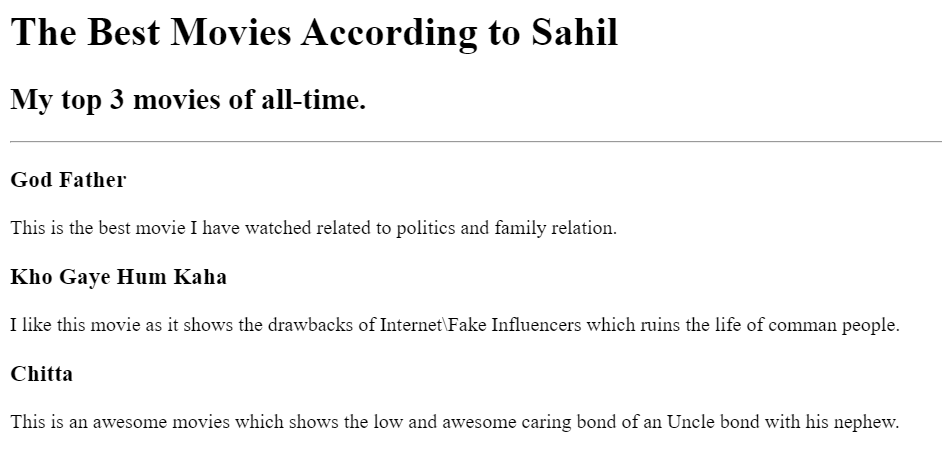 The Best Movies According to Sahil
My top 3 movies of all-time.
God Father
This is the best movie I have watched related to politics and family relation.
Kho Gaye Hum Kaha
I like this movie as it shows the drawbacks of Internet\Fake Influencers which ruins the life of comman people.
Chitta
This is an awesome movies which shows the low and awesome caring bond of an Uncle bond with his nephew.